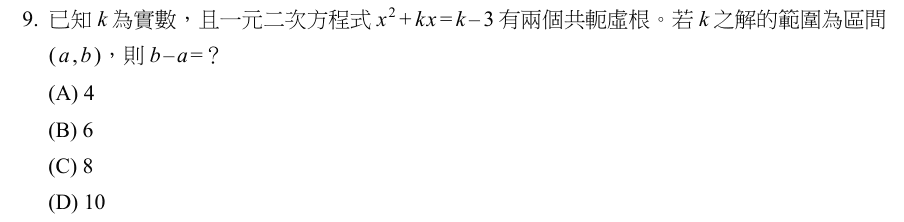 9. 已知 k 為實數，且一元二次方程式 x²+kx=k−3 有兩個共軛虛根。若 k 之解的範圍為區間
(a,b)，則 b−a=？
(A) 4
(B) 6
(C) 8
(D) 10